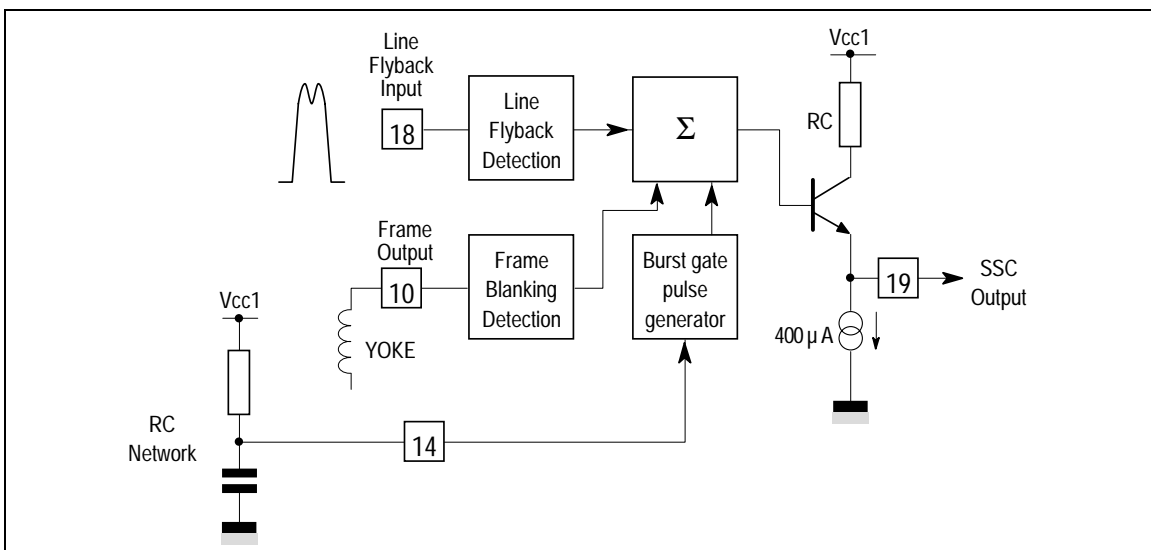 Line
Flyback
Input
18
Line
Flyback
Detection
Σ
Vcc1
RC
Frame
Output
10
YOKE
Frame
Blanking
Detection
Burst gate
pulse
generator
19
SSC
Output
400 µ A
Vcc1
RC
Network
14